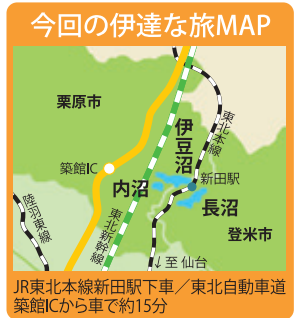 今回の伊達な旅MAP
栗原市
東北本線
伊豆沼
築館IC
内沼
新田駅
長沼
陸羽東線
東北新幹線
登米市
↓至 仙台
JR東北本線新田駅下車／東北自動車道
築館ICから車で約15分